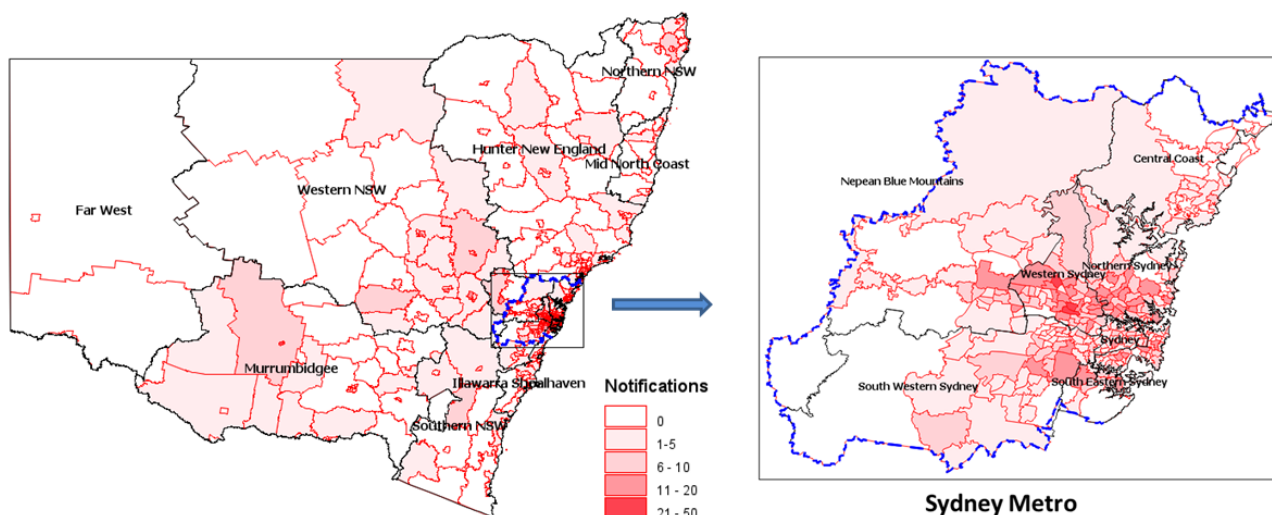 Northern NSW
Hunter New England
Mid North Coast
Western NSW
Far West
Murrumbidgee
Illawarra Shoalhaven
Southern NSW
Notifications
0
1-5
6 - 10
11 - 20
21 - 50
Central Coast
Nepean Blue Mountains
Northern Sydney
Western Sydney
Sydney
South Western Sydney
South Eastern Sydney
Sydney Metro